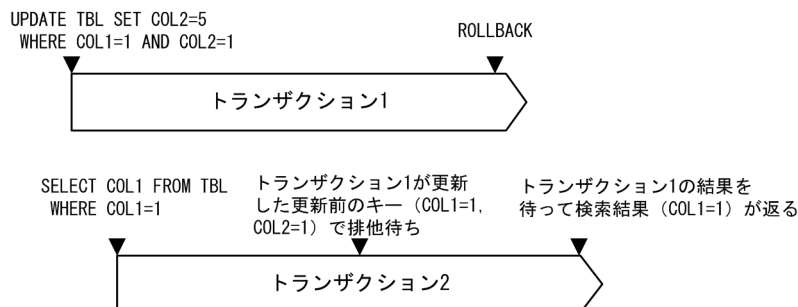 UPDATE TBL SET COL2=5
WHERE COL1=1 AND COL2=1
ROLLBACK
トランザクション1
SELECT COL1 FROM TBL
WHERE COL1=1
トランザクション1が更新
した更新前のキー（COL1=1,
COL2=1）で排他待ち
トランザクション1の結果を
待って検索結果（COL1=1）が返る
トランザクション2